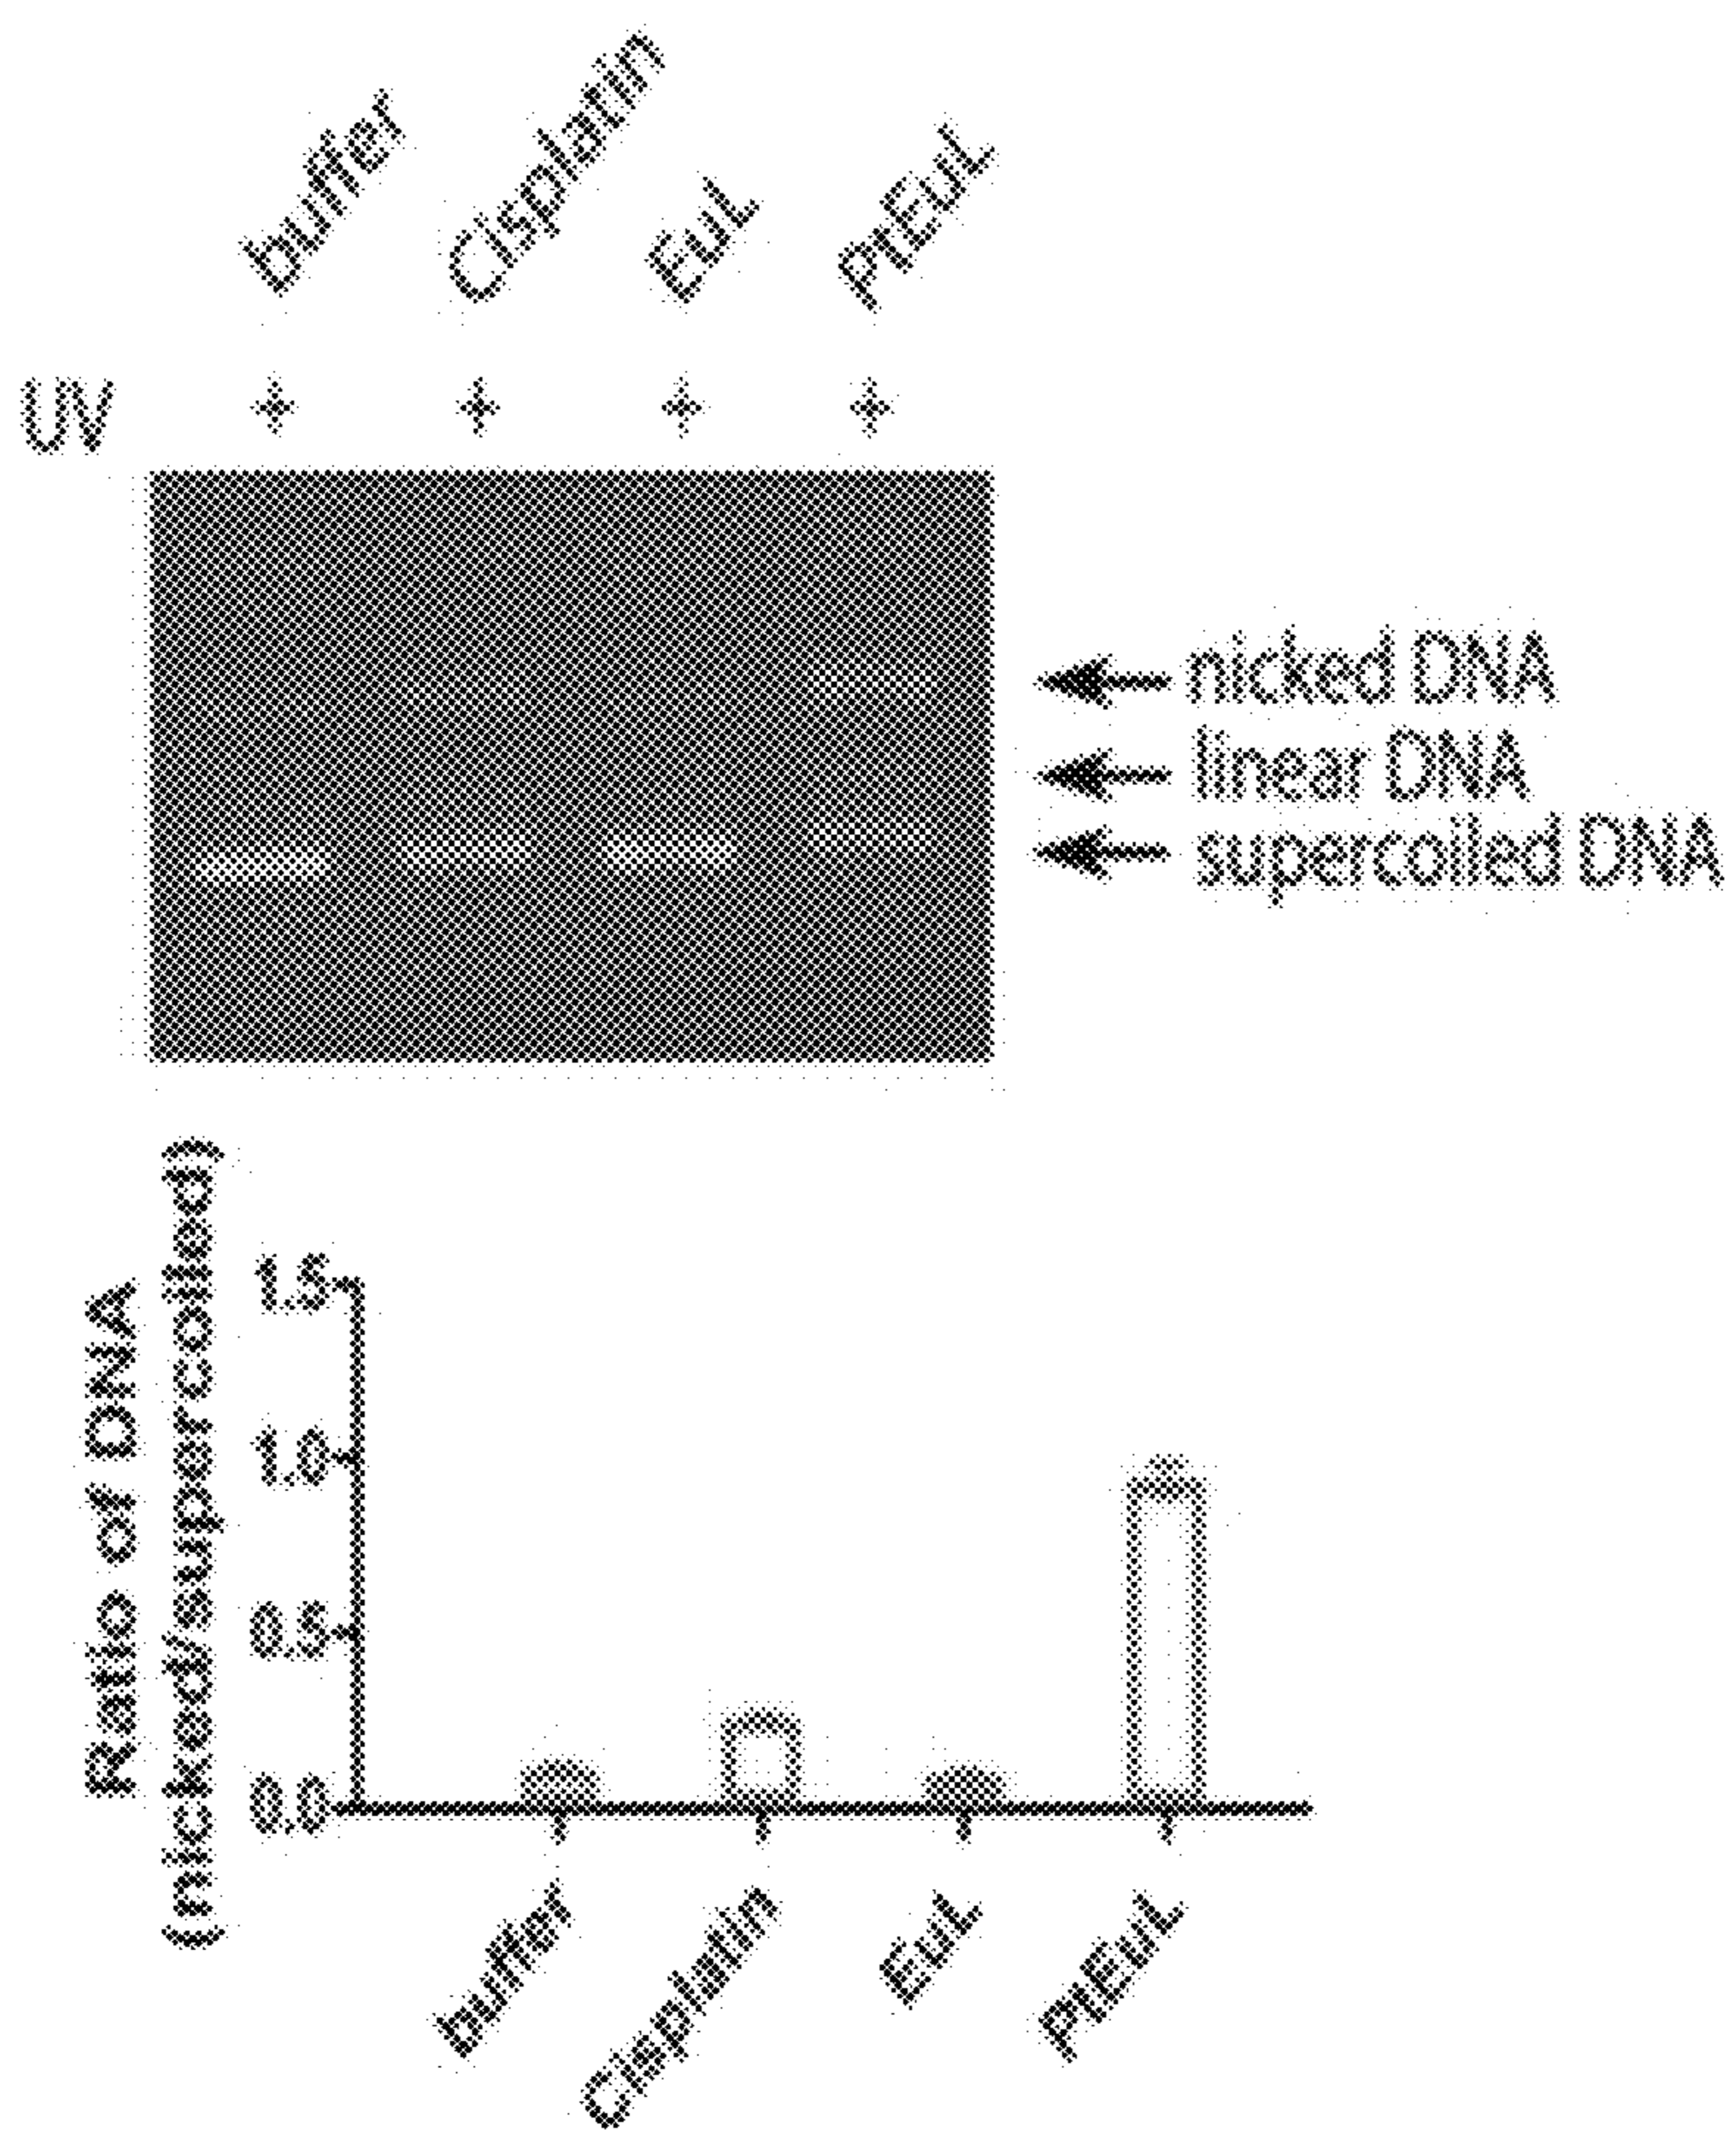 buffer Cisplatin EuL PtEuL
UV + + + +
nicked DNA
linear DNA
supercoiled DNA
Ratio of DNA
(nicked/supercoiled)
1.5
1.0
0.5
0.0
buffer Cisplatin EuL PtEuL